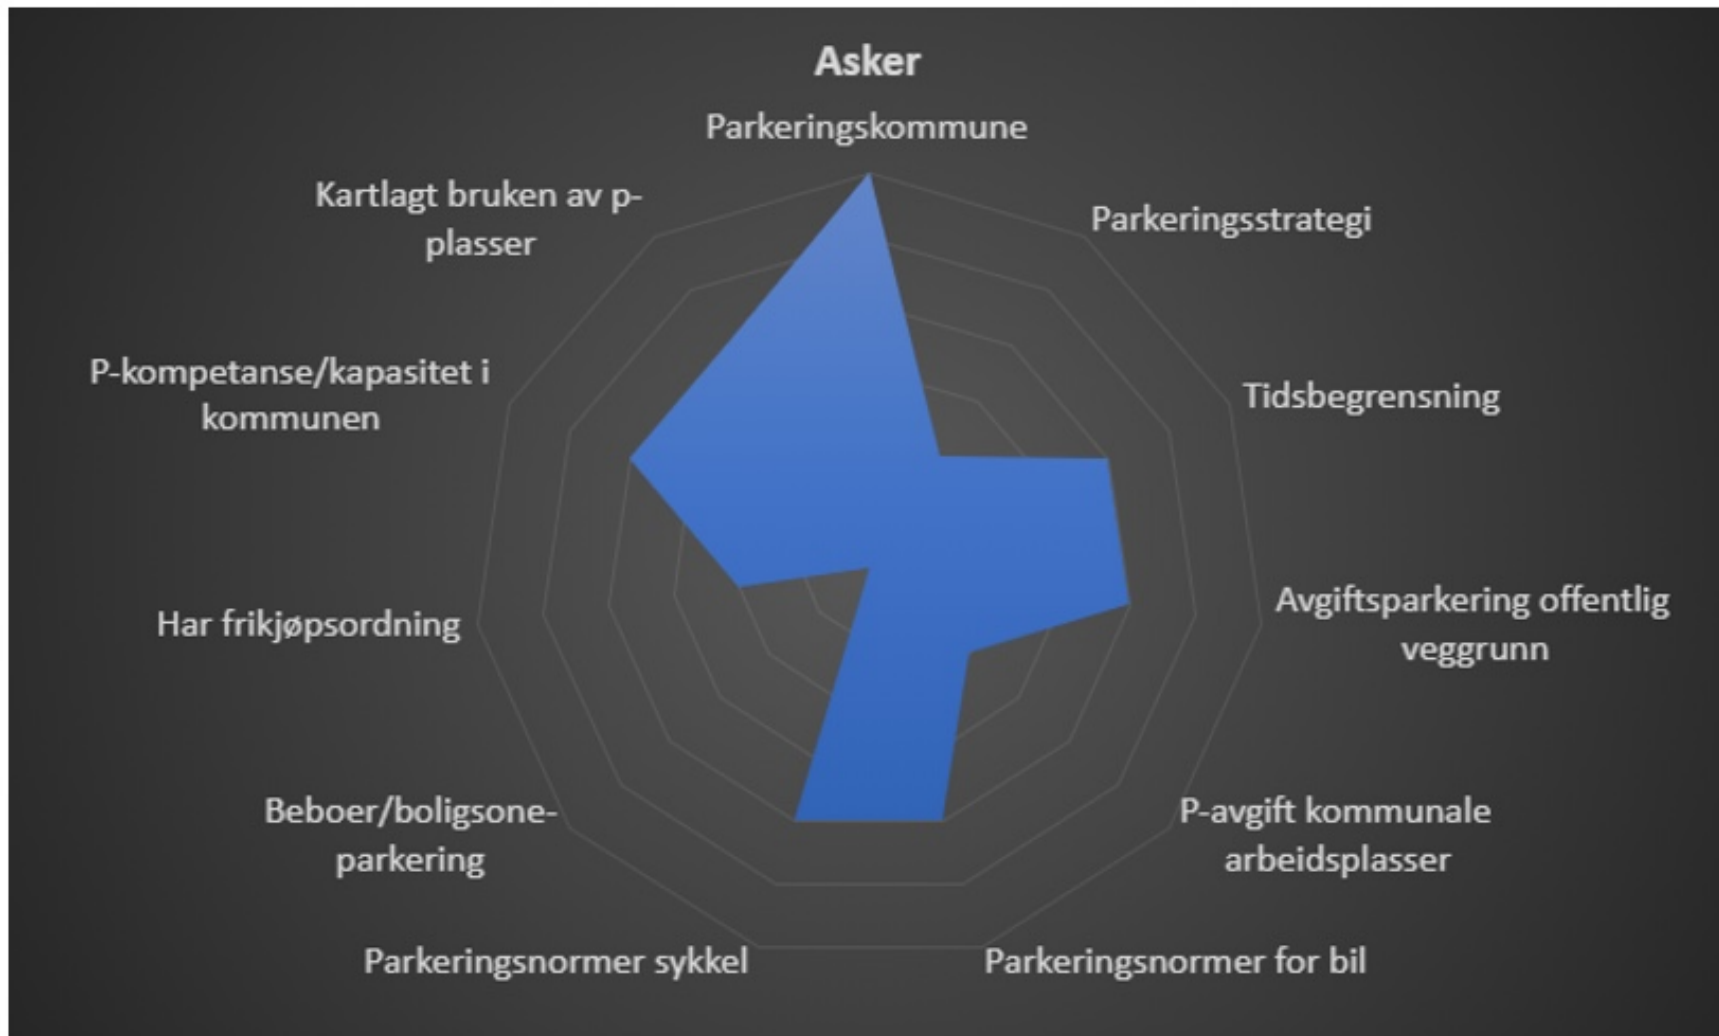 Asker
Parkeringskommune
Parkeringsstrategi
Tidsbegrensning
Avgiftsparkering offentlig
veggrunn
P-avgift kommunale
arbeidsplasser
Parkeringsnormer for bil
Parkeringsnormer sykkel
Beboer/boligsone-
parkering
Har frikjøpsordning
P-kompetanse/kapasitet i
kommunen
Kartlagt bruken av p-
plasser